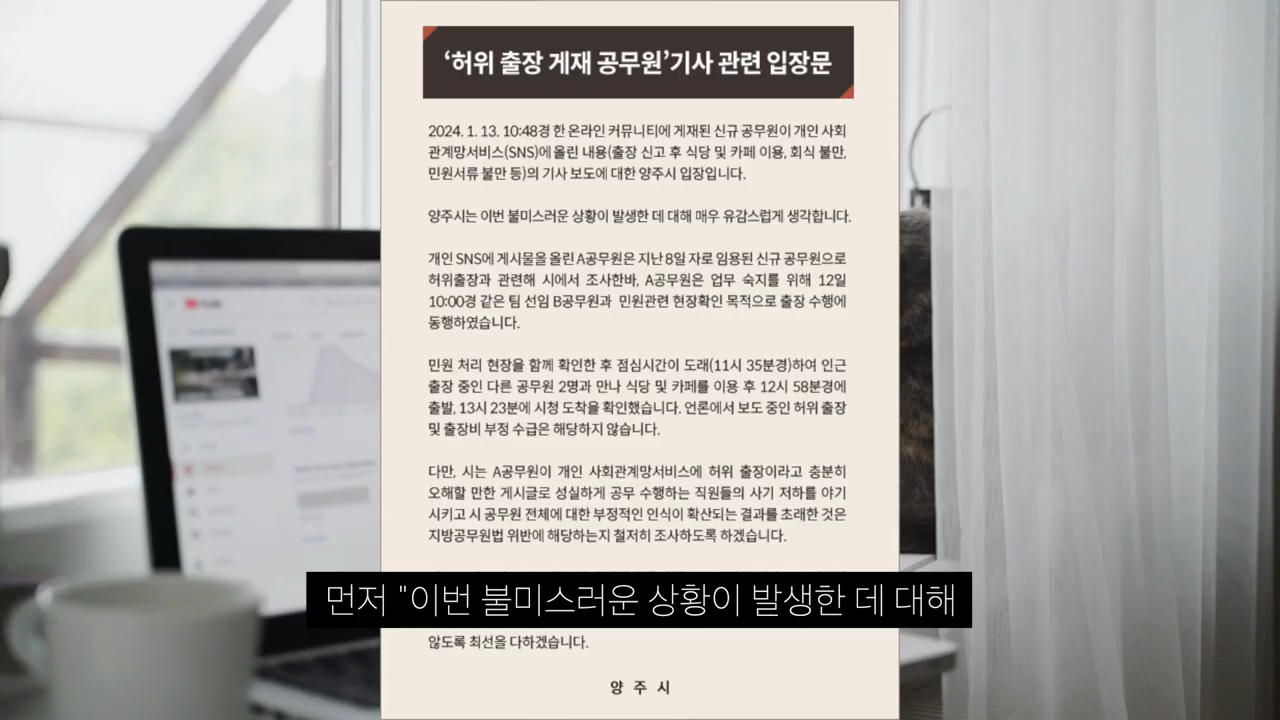 ‘허위 출장 게재 공무원’기사 관련 입장문
2024. 1. 13. 10:48경 한 온라인 커뮤니티에 게재된 신규 공무원이 개인 사회
관계망서비스(SNS)에 올린 내용(출장 신고 후 식당 및 카페 이용, 회식 불만,
민원서류 불만 등)의 기사 보도에 대한 양주시 입장입니다.
양주시는 이번 불미스러운 상황이 발생한 데 대해 매우 유감스럽게 생각합니다.
개인 SNS에 게시물을 올린 A공무원은 지난 8일 자로 임용된 신규 공무원으로
허위출장과 관련해 시에서 조사한바, A공무원은 업무 숙지를 위해 12일
10:00경 같은 팀 선임 B공무원과 민원관련 현장확인 목적으로 출장 수행에
동행하였습니다.
민원 처리 현장을 함께 확인한 후 점심시간이 도래(11시 35분경)하여 인근
출장 중인 다른 공무원 2명과 만나 식당 및 카페를 이용 후 12시 58분경에
출발, 13시 23분에 시청 도착을 확인했습니다. 언론에서 보도 중인 허위 출장
및 출장비 부정 수급은 해당하지 않습니다.
다만, 시는 A공무원이 개인 사회관계망서비스에 허위 출장이라고 충분히
오해할 만한 게시글로 성실하게 공무 수행하는 직원들의 사기 저하를 야기
시키고 시 공무원 전체에 대한 부정적인 인식이 확산되는 결과를 초래한 것은
지방공무원법 위반에 해당하는지 철저히 조사하도록 하겠습니다.
먼저 "이번 불미스러운 상황이 발생한 데 대해
않도록 최선을 다하겠습니다.
양 주 시